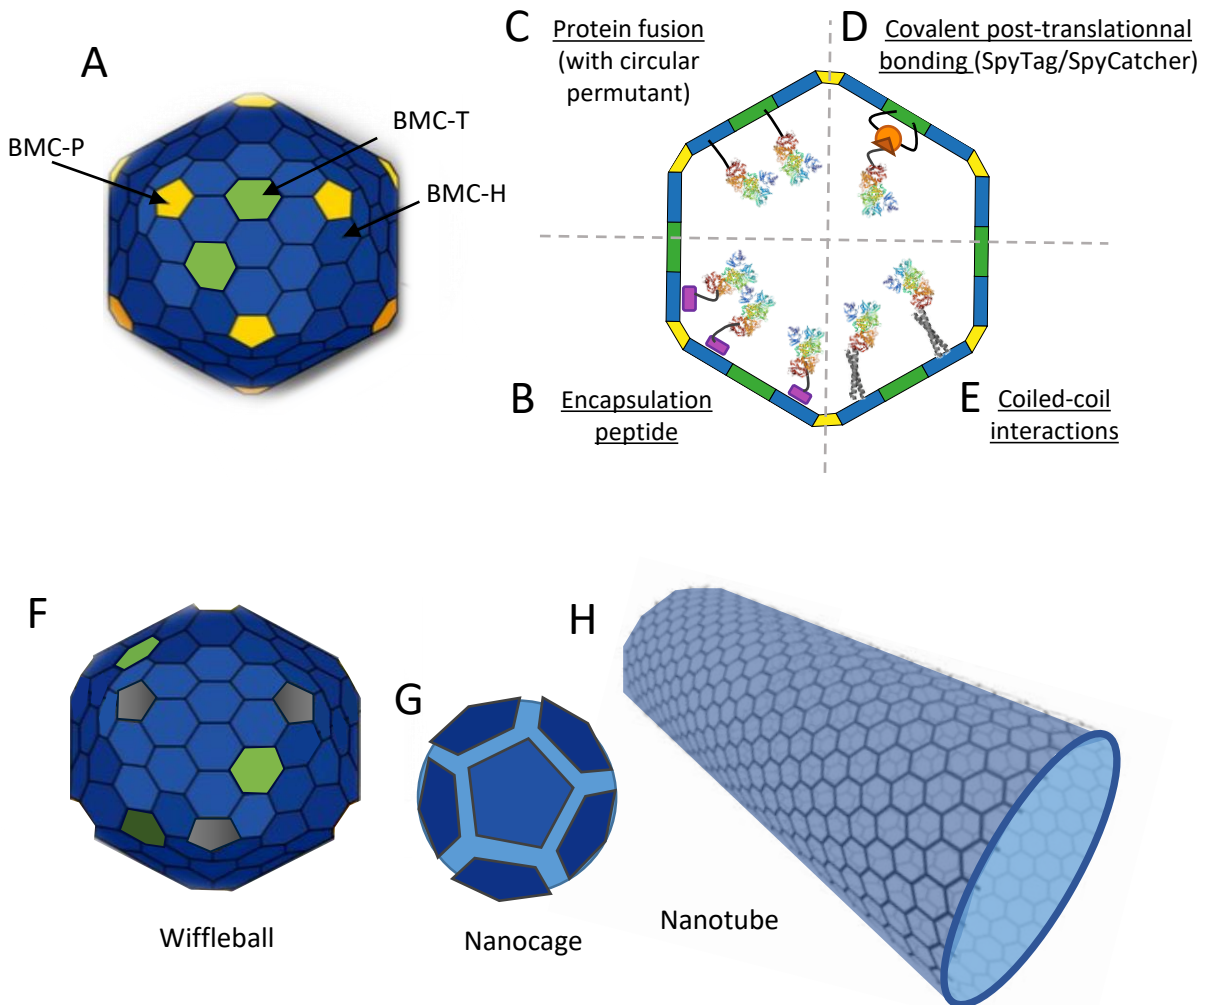 A
BMC-P
BMC-T
BMC-H
C
Protein fusion
(with circular
permutant)
D
Covalent post-translationnal
bonding (SpyTag/SpyCatcher)
B
Encapsulation
peptide
E
Coiled-coil
interactions
F
Wiffleball
G
Nanocage
H
Nanotube